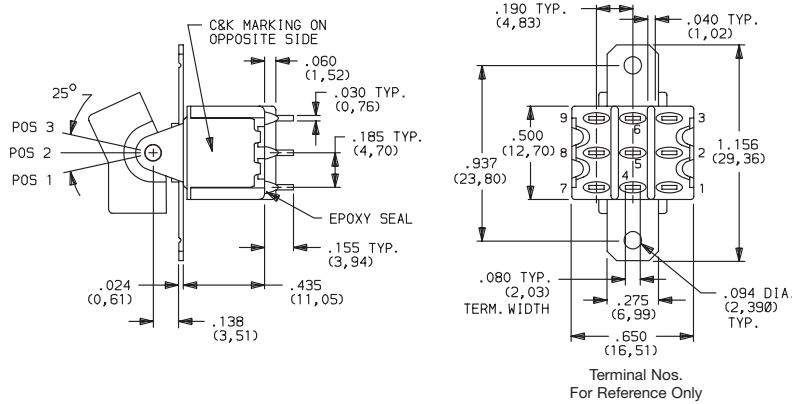 C&K MARKING ON
OPPOSITE SIDE
.060
(1,52)
.030 TYP.
(0,76)
25°
POS 3
POS 2
POS 1
.185 TYP.
(4,70)
EPOXY SEAL
.155 TYP.
(3,94)
.024
(0,61)
.435
(11,05)
.138
(3,51)
.190 TYP.
(4,83)
.040 TYP.
(1,02)
9
6
3
.500
(12,70)
8
5
2
1.156
(29,36)
.937
(23,80)
7
4
1
.080 TYP.
(2,03)
TERM. WIDTH
.275
(6,99)
.094 DIA.
(2,39Ø)
TYP.
.650
(16,51)
Terminal Nos.
For Reference Only